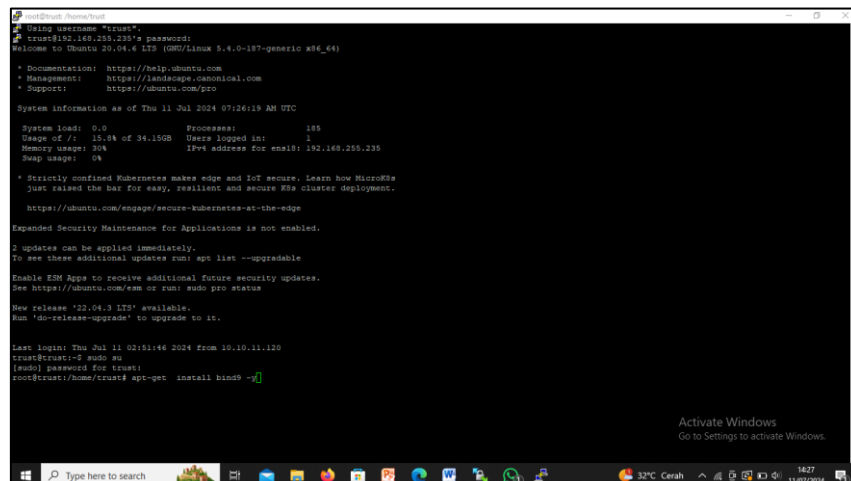 root@trust: /home/trust
Using username "trust".
trust@192.168.255.235's password:
Welcome to Ubuntu 20.04.6 LTS (GNU/Linux 5.4.0-187-generic x86_64)
* Documentation: https://help.ubuntu.com
* Management: https://landscape.canonical.com
* Support: https://ubuntu.com/pro
System information as of Thu 11 Jul 2024 07:26:19 AM UTC
System load: 0.0 Processes: 185
Usage of /: 15.8% of 34.15GB Users logged in: 1
Memory usage: 30% IPv4 address for ens18: 192.168.255.235
Swap usage: 0%
* Strictly confined Kubernetes makes edge and IoT secure. Learn how MicroK8s
just raised the bar for easy, resilient and secure K8s cluster deployment.
https://ubuntu.com/engage/secure-kubernetes-at-the-edge
Expanded Security Maintenance for Applications is not enabled.
2 updates can be applied immediately.
To see these additional updates run: apt list --upgradable
Enable ESM Apps to receive additional future security updates.
See https://ubuntu.com/esm or run: sudo pro status
New release '22.04.3 LTS' available.
Run 'do-release-upgrade' to upgrade to it.
Last login: Thu Jul 11 02:51:46 2024 from 10.10.11.120
trust@trust:~$ sudo su
[sudo] password for trust:
root@trust:/home/trust# apt-get install bind9 -y
Activate Windows
Go to Settings to activate Windows.
Type here to search
32°C Cerah
14:27
11/07/2024